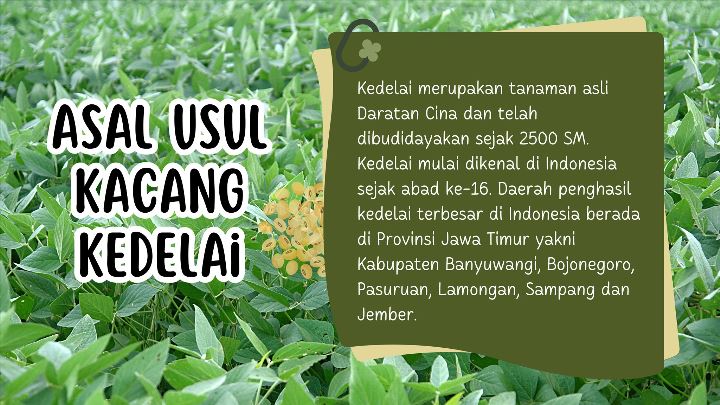 ASAL USUL
KACANG
KEDELAi
Kedelai merupakan tanaman asli
Daratan Cina dan telah
dibudidayakan sejak 2500 SM.
Kedelai mulai dikenal di Indonesia
sejak abad ke-16. Daerah penghasil
kedelai terbesar di Indonesia berada
di Provinsi Jawa Timur yakni
Kabupaten Banyuwangi, Bojonegoro,
Pasuruan, Lamongan, Sampang dan
Jember.